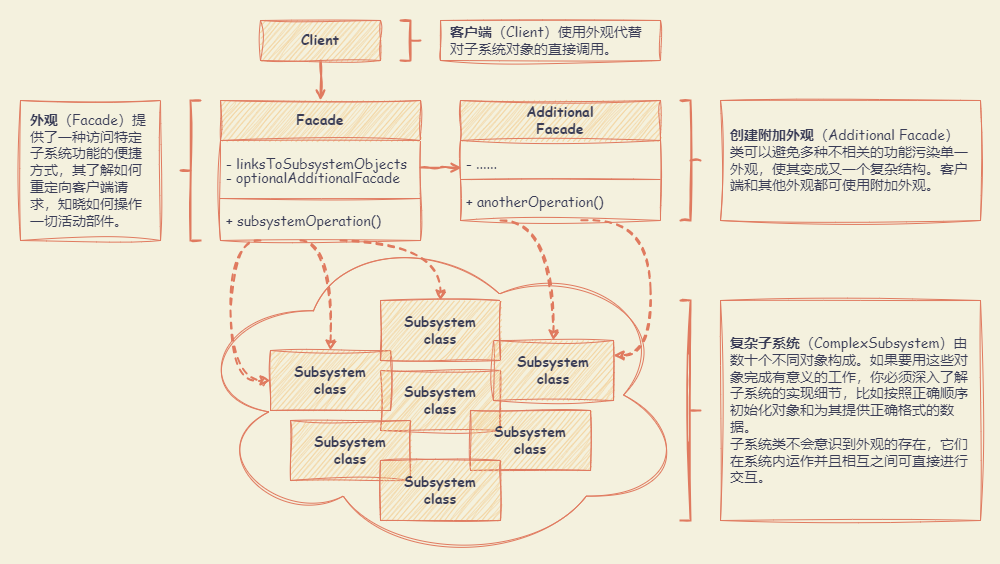 Client
客户端（Client）使用外观代替
对子系统对象的直接调用。
外观（Facade）提
供了一种访问特定
子系统功能的便捷
方式，其了解如何
重定向客户端请
求，知晓如何操作
一切活动部件。
Facade
- linksToSubsystemObjects
- optionalAdditionalFacade
+ subsystemOperation()
Additional
Facade
- ......
+ anotherOperation()
创建附加外观（Additional Facade）
类可以避免多种不相关的功能污染单一
外观，使其变成又一个复杂结构。客户
端和其他外观都可使用附加外观。
Subsystem
class
Subsystem
class
Subsystem
class
Subsystem
class
Subsystem
class
Subsystem
class
Subsystem
class
复杂子系统（ComplexSubsystem）由
数十个不同对象构成。如果要用这些对
象完成有意义的工作，你必须深入了解
子系统的实现细节，比如按照正确顺序
初始化对象和为其提供正确格式的数
据。
子系统类不会意识到外观的存在，它们
在系统内运作并且相互之间可直接进行
交互。